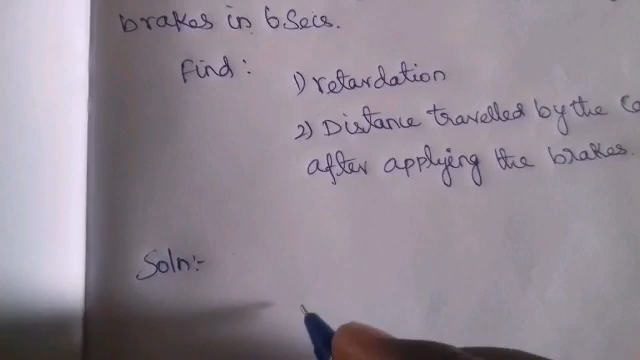 brakes in 6 Secs.
Find :
1) retardation
2) Distance travelled by the
after applying the brakes.
Soln:-